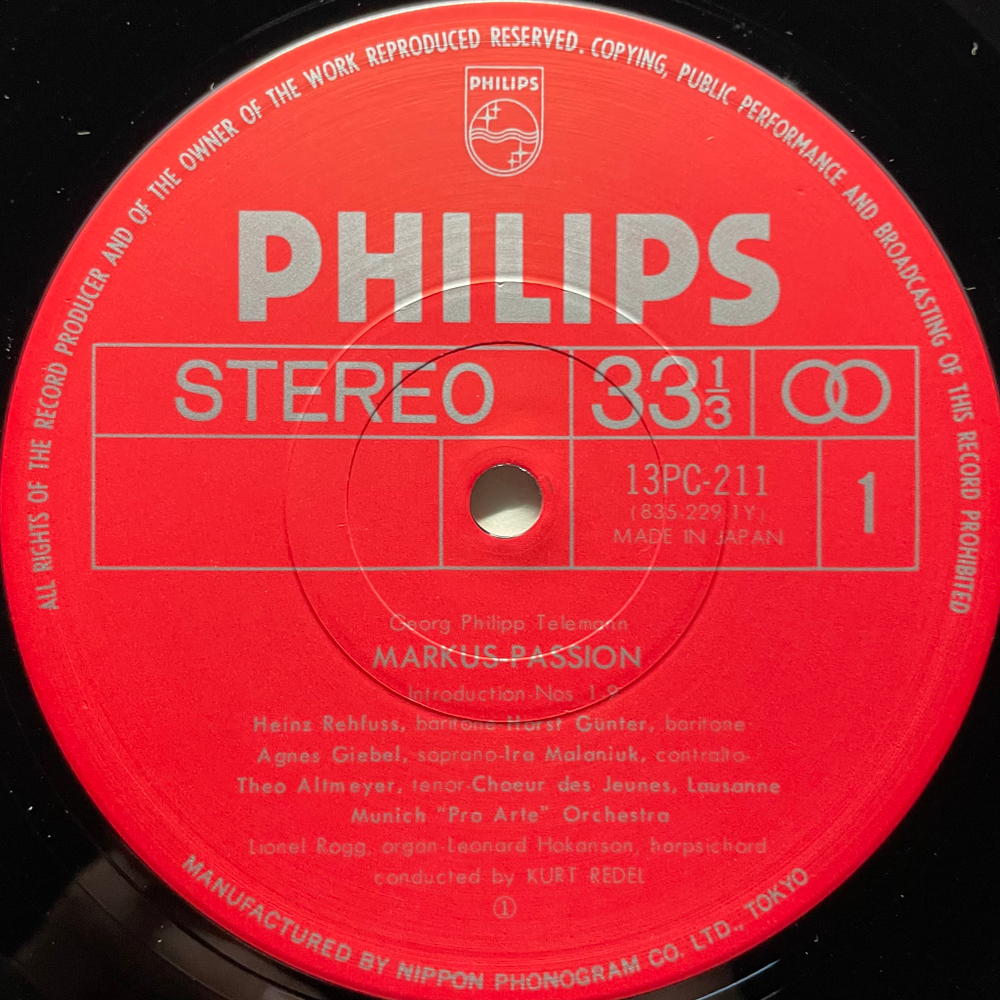 ALL RIGHTS OF THE RECORD PRODUCER AND OF THE OWNER OF THE WORK REPRODUCED RESERVED. COPYING, PUBLIC PERFORMANCE AND BROADCASTING OF THIS RECORD PROHIBITED
PHILIPS
PHILIPS
STEREO 33 1/3
13PC-211 1
(835-229 1Y)
MADE IN JAPAN
Georg Philipp Telemann
MARKUS-PASSION
Introduction-Nos 1-9
Heinz Rehfuss, baritone-Horst Günter, baritone-
Agnes Giebel, soprano-Ira Malaniuk, contralto-
Theo Altmeyer, tenor-Choeur des Jeunes, Lausanne
Munich "Pro Arte" Orchestra
Lionel Rogg, organ-Leonard Hokanson, harpsichord
conducted by KURT REDEL
①
MANUFACTURED BY NIPPON PHONOGRAM CO. LTD., TOKYO